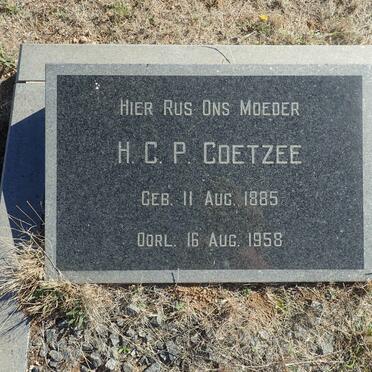 Hier Rus Ons Moeder
H. C. P. Coetzee
Geb. 11 Aug. 1885
Oorl. 16 Aug. 1958